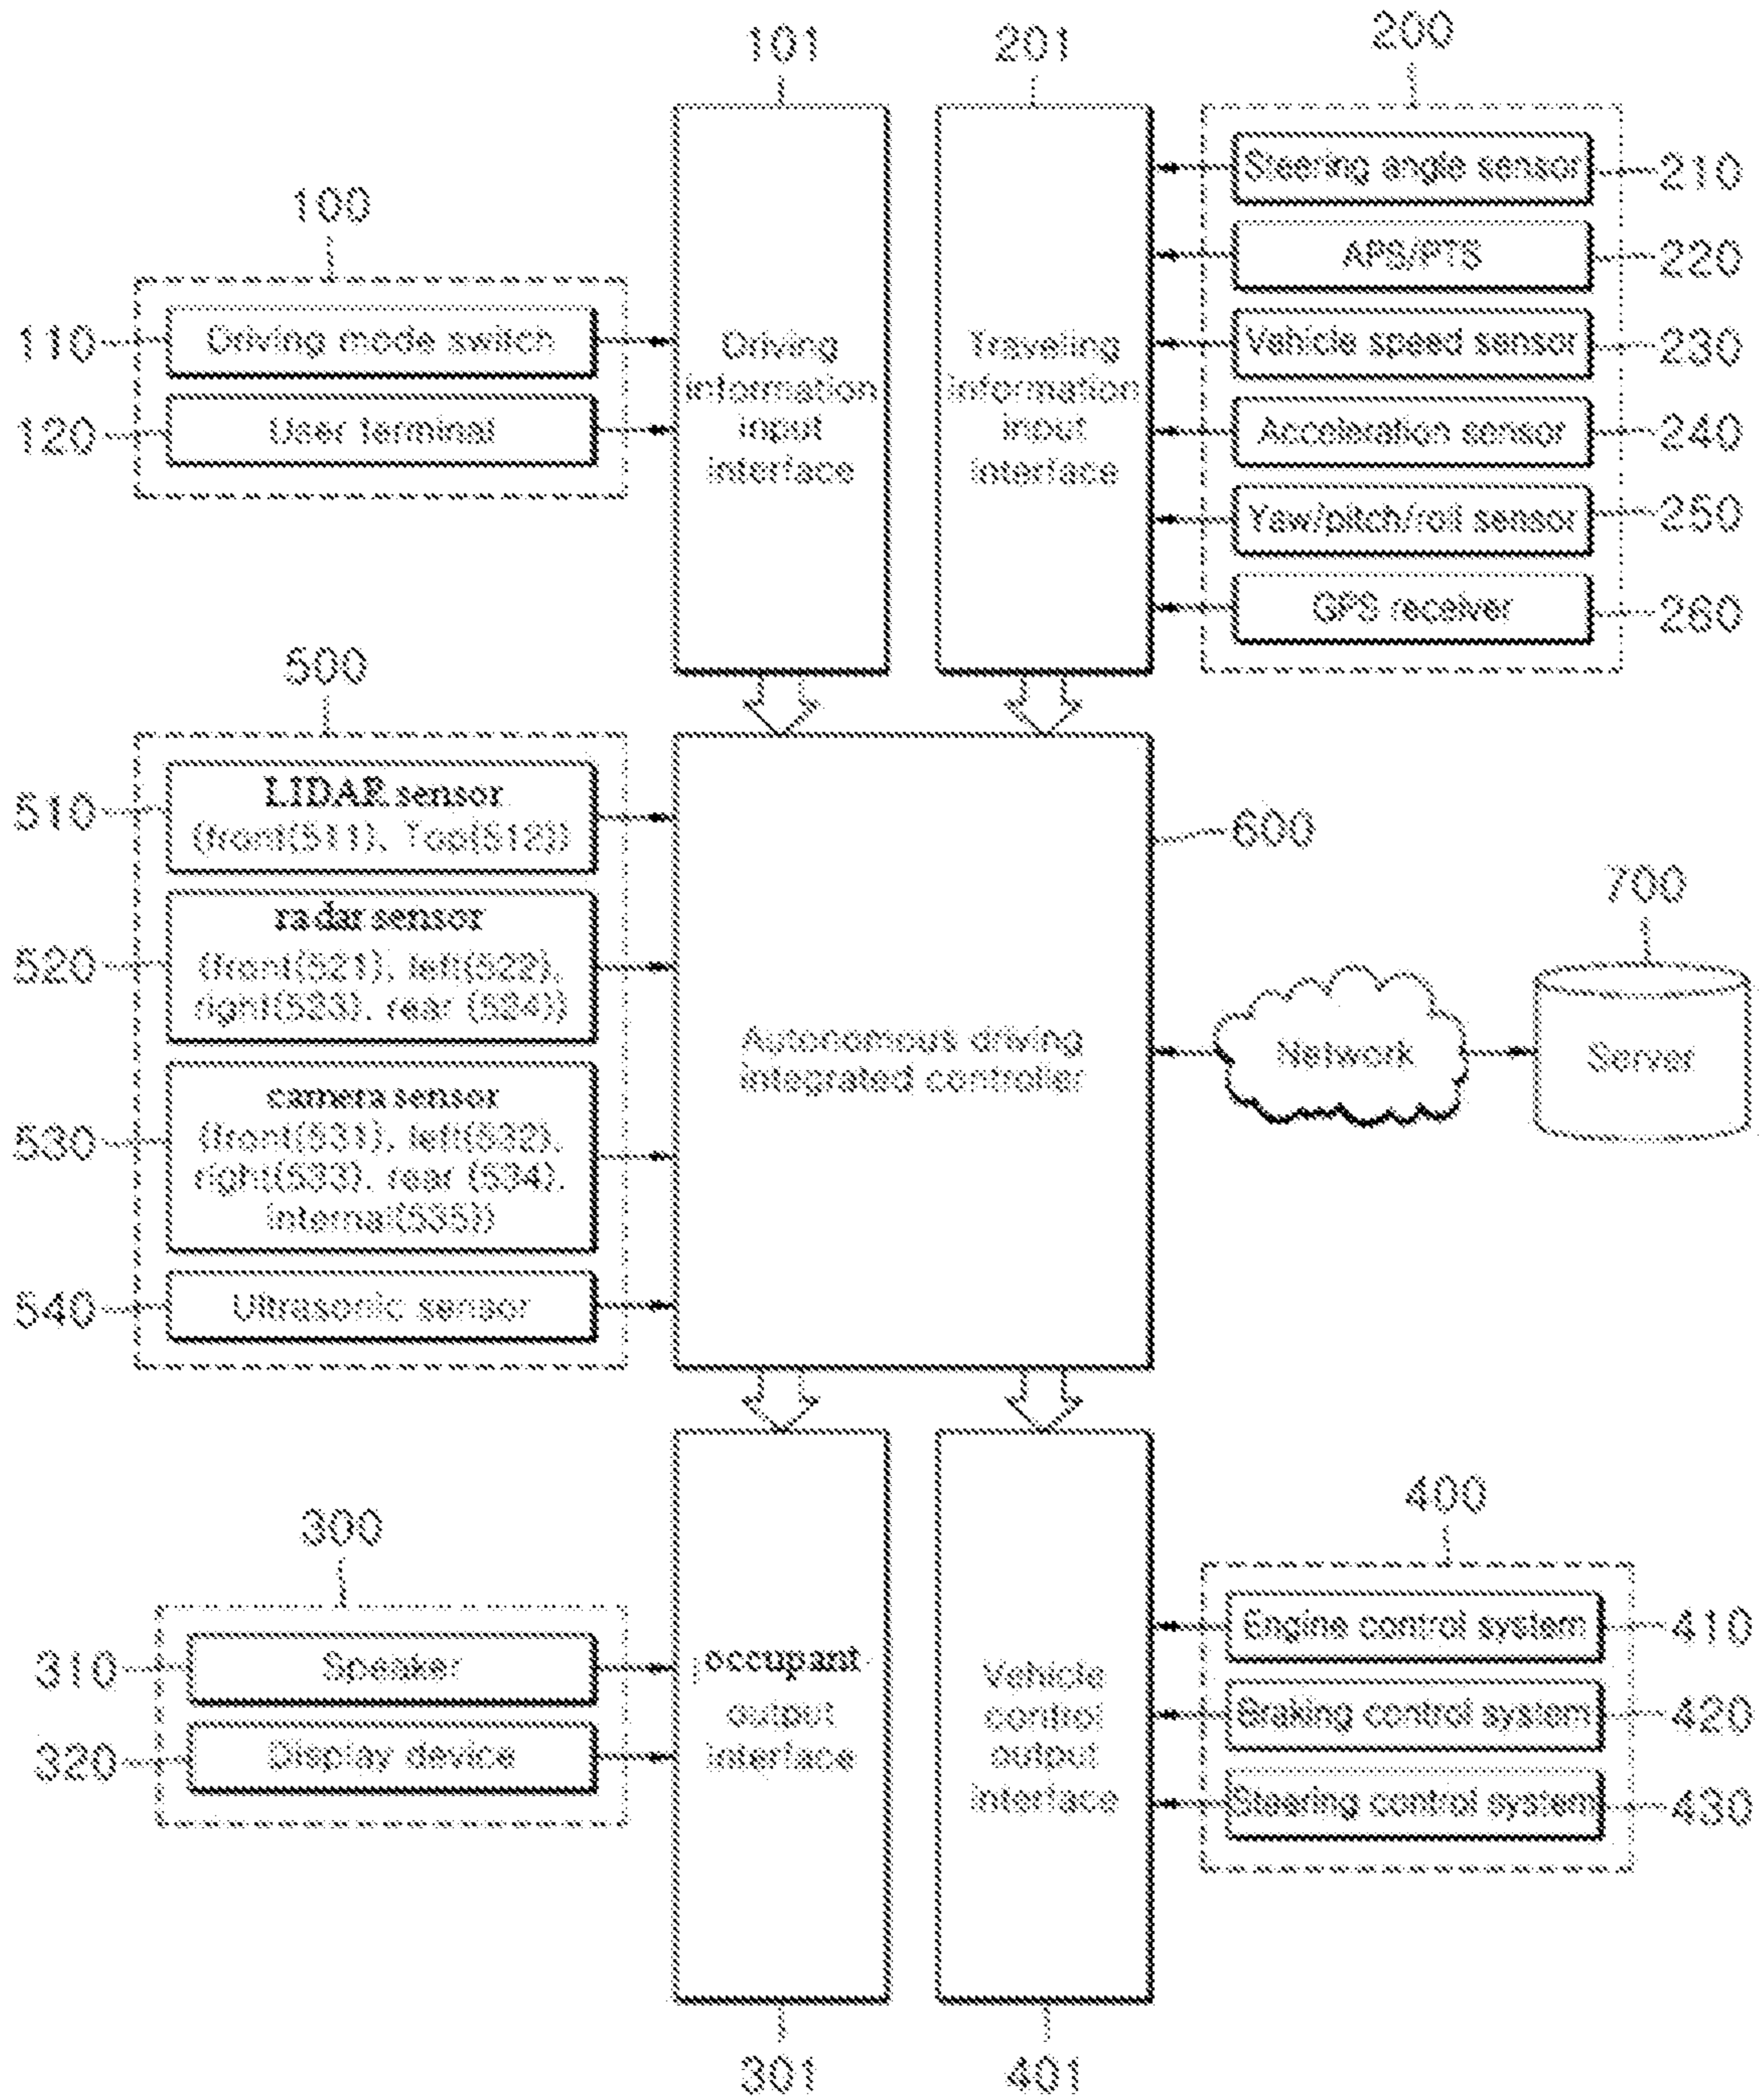 101
201
200
Steering angle sensor
210
100
APS/PTS
220
110
Driving mode switch
Driving
information
input
interface
Traveling
information
input
interface
Vehicle speed sensor
230
120
User terminal
Acceleration sensor
240
Yaw/pitch/roll sensor
250
GPS receiver
260
500
510
LIDAR sensor
(front(511), Top(512))
600
700
520
radar sensor
(front(521), left(522),
right(523), rear (524))
Autonomous driving
integrated controller
Network
Server
530
camera sensor
(front(531), left(532),
right(533), rear (534),
internal(535))
540
Ultrasonic sensor
300
400
310
Speaker
occupant
output
interface
Vehicle
control
output
interface
Engine control system
410
320
Display device
Braking control system
420
Steering control system
430
301
401